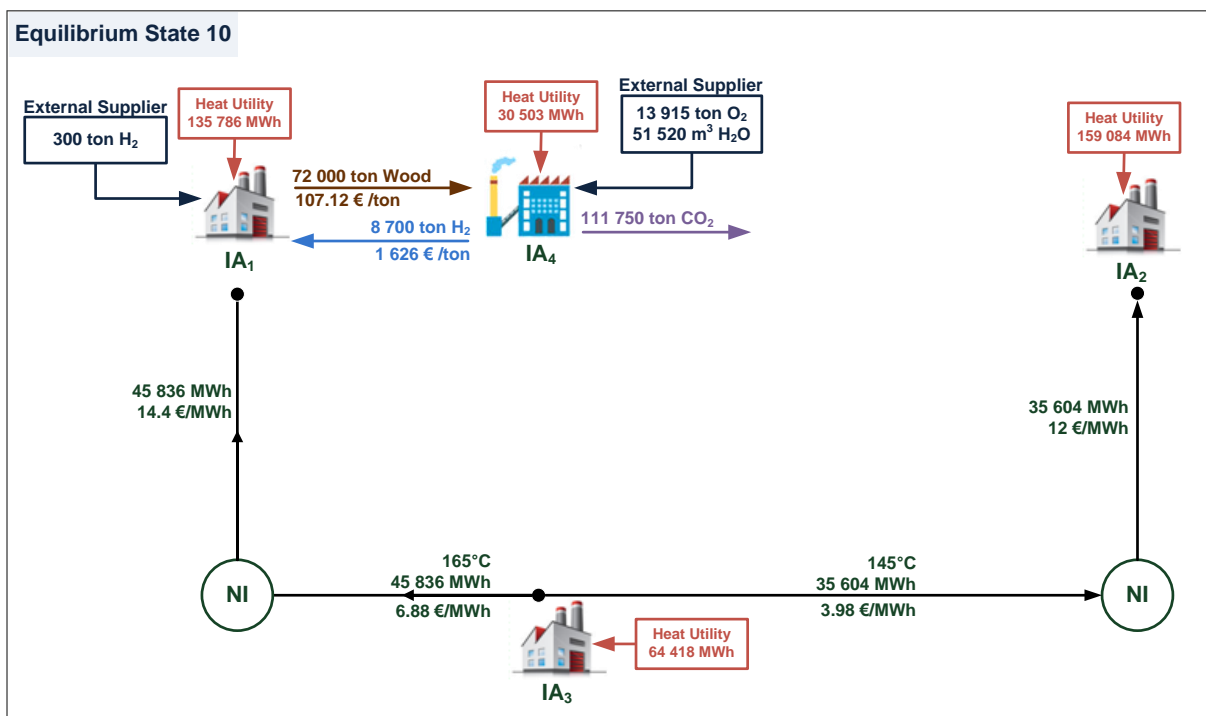 Equilibrium State 10
External Supplier
300 ton H₂
Heat Utility
135 786 MWh
Heat Utility
30 503 MWh
External Supplier
13 915 ton O₂
51 520 m³ H₂O
Heat Utility
159 084 MWh
72 000 ton Wood
107.12 € /ton
8 700 ton H₂
1 626 € /ton
111 750 ton CO₂
IA₁
IA₄
IA₂
45 836 MWh
14.4 €/MWh
35 604 MWh
12 €/MWh
NI
165°C
45 836 MWh
6.88 €/MWh
145°C
35 604 MWh
3.98 €/MWh
NI
Heat Utility
64 418 MWh
IA₃